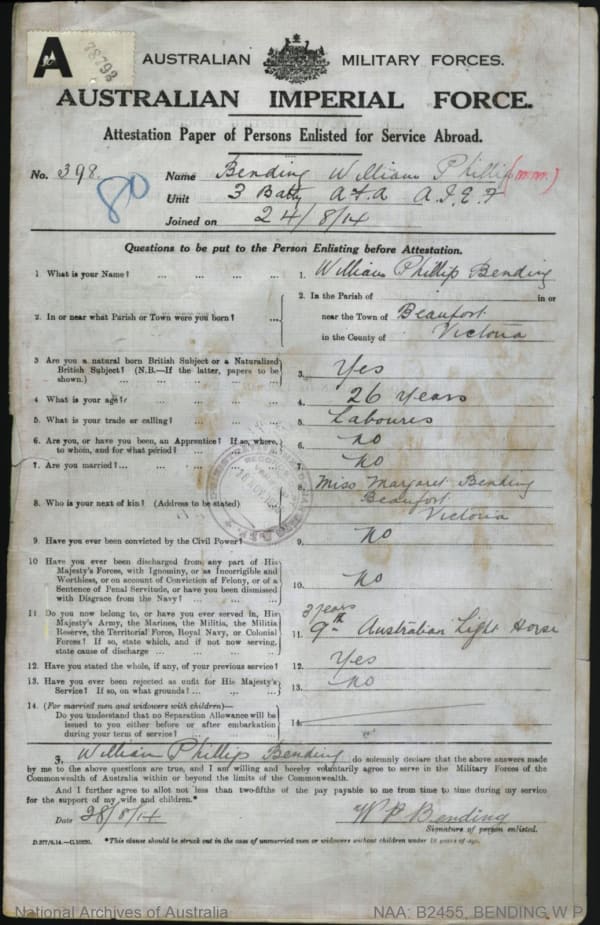 A
78793
AUSTRALIAN MILITARY FORCES.
AUSTRALIAN IMPERIAL FORCE.
Attestation Paper of Persons Enlisted for Service Abroad.
No. 398. Name Bending William Phillip (m.m.)
80
Unit 3 Batty A.F.A A.I.E.F
Joined on 24/8/14
Questions to be put to the Person Enlisting before Attestation.
1 What is your Name? ... ... ... ... 1. William Phillip Bending
2. In or near what Parish or Town were you born? ... 2. In the Parish of in or
near the Town of Beaufort
in the County of Victoria
3 Are you a natural born British Subject or a Naturalized
British Subject? (N.B.—If the latter, papers to be
shown.) ... ... ... ... ... 3. Yes
4 What is your age? ... ... ... ... 4. 26 Years
5. What is your trade or calling? ... ... ... 5. Labourer
6. Are you, or have you been, an Apprentice? If so, where,
to whom, and for what period? ... ... ... 6. No
7. Are you married? ... ... ... ... ... 7. No
8. Who is your next of kin? (Address to be stated) 8. Miss Margaret Bending
Beaufort
Victoria
9. Have you ever been convicted by the Civil Power? 9. No
10 Have you ever been discharged from any part of His
Majesty's Forces, with Ignominy, or as Incorrigible and
Worthless, or on account of Conviction of Felony, or of a
Sentence of Penal Servitude, or have you been dismissed
with Disgrace from the Navy? ... ... ... 10. No
11. Do you now belong to, or have you ever served in, His
Majesty's Army, the Marines, the Militia, the Militia
Reserve, the Territorial Force, Royal Navy, or Colonial
Forces? If so, state which, and if not now serving,
state cause of discharge ... ... ... ... 3 years
11. 9th Australian Light Horse
12. Have you stated the whole, if any, of your previous service? 12. Yes
13. Have you ever been rejected as unfit for His Majesty's
Service? If so, on what grounds? ... ... ... 13. No
14. (For married men and widowers with children)—
Do you understand that no Separation Allowance will be
issued to you either before or after embarkation
during your term of service? ... ... ... 14.
I, William Phillip Bending do solemnly declare that the above answers made
by me to the above questions are true, and I am willing and hereby voluntarily agree to serve in the Military Forces of the
Commonwealth of Australia within or beyond the limits of the Commonwealth.
And I further agree to allot not less than two-fifths of the pay payable to me from time to time during my service
for the support of my wife and children.*
Date 28/8/14 W P Bending
Signature of person enlisted.
D.377/8.14.—C.10920. *This clause should be struck out in the case of unmarried men or widowers without children under 18 years of age.
National Archives of Australia NAA: B2455, BENDING W P